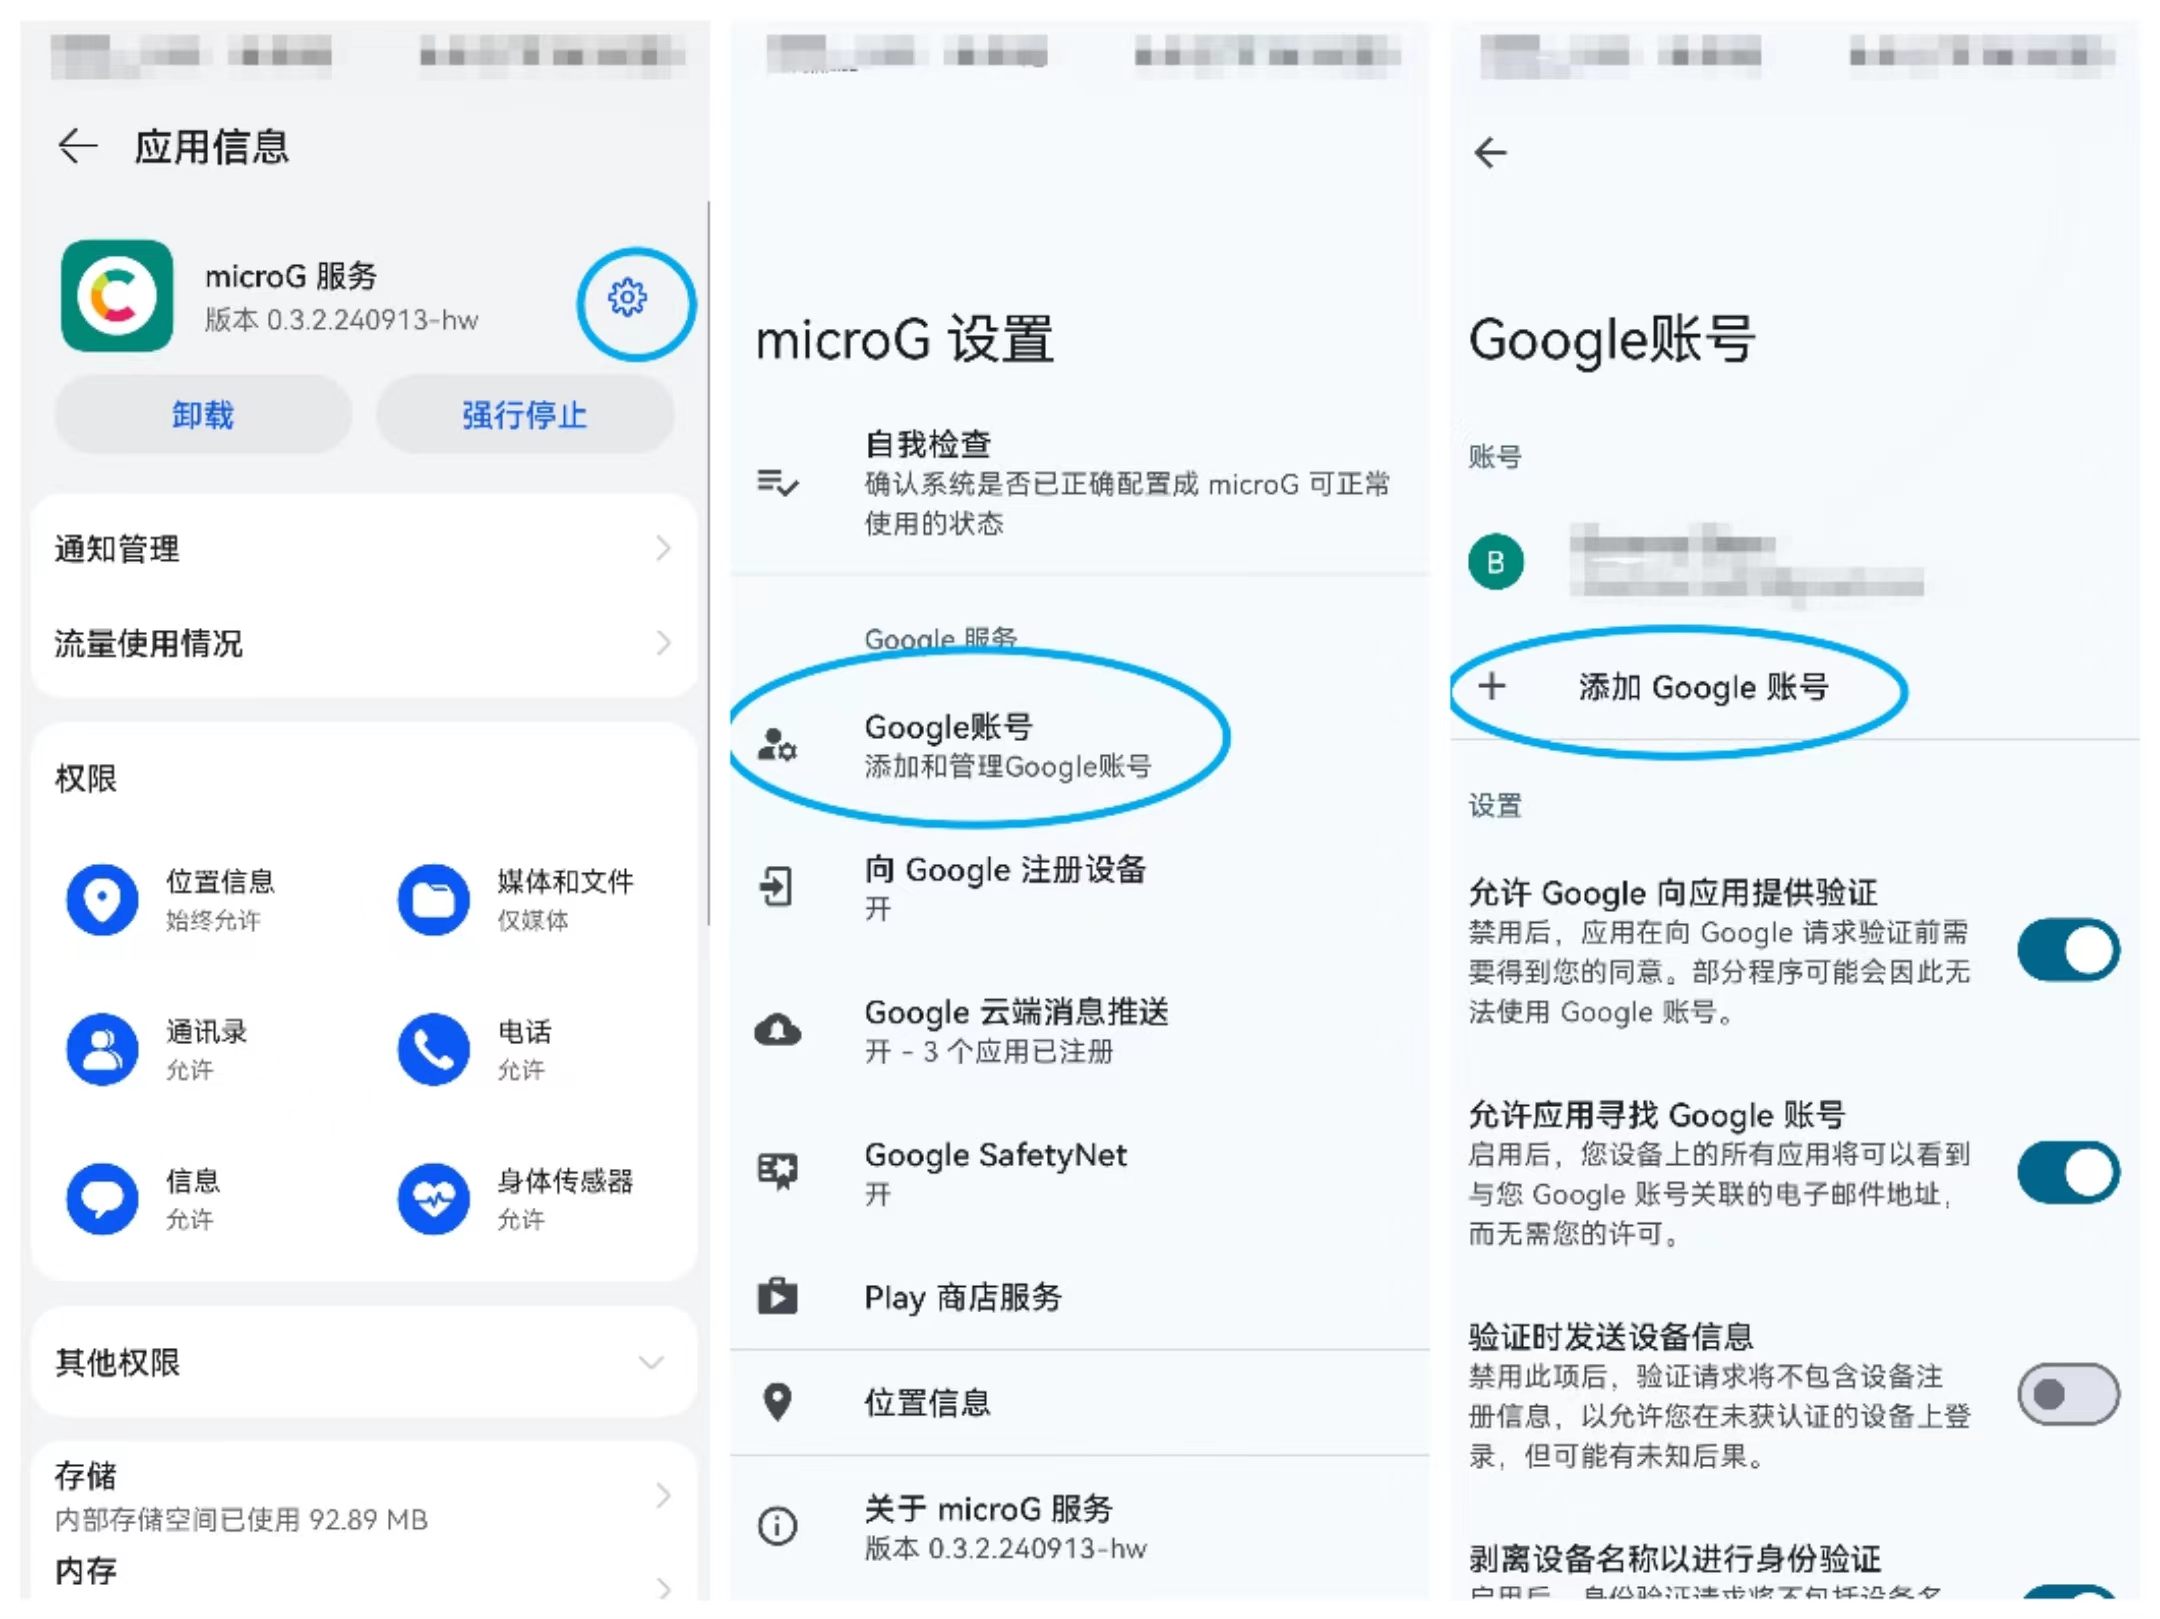 应用信息
microG 服务
版本 0.3.2.240913-hw
卸载
强行停止
通知管理
流量使用情况
权限
位置信息
始终允许
媒体和文件
仅媒体
通讯录
允许
电话
允许
信息
允许
身体传感器
允许
其他权限
存储
内部存储空间已使用 92.89 MB
内存
microG 设置
自我检查
确认系统是否已正确配置成 microG 可正常
使用的状态
Google 服务
Google账号
添加和管理Google账号
向 Google 注册设备
开
Google 云端消息推送
开 – 3 个应用已注册
Google SafetyNet
开
Play 商店服务
位置信息
关于 microG 服务
版本 0.3.2.240913-hw
Google账号
账号
B
添加 Google 账号
设置
允许 Google 向应用提供验证
禁用后，应用在向 Google 请求验证前需
要得到您的同意。部分程序可能会因此无
法使用 Google 账号。
允许应用寻找 Google 账号
启用后，您设备上的所有应用将可以看到
与您 Google 账号关联的电子邮件地址，
而无需您的许可。
验证时发送设备信息
禁用此项后，验证请求将不包含设备注
册信息，以允许您在未获认证的设备上登
录，但可能有未知后果。
剥离设备名称以进行身份验证
启用后，身份验证请求将不包括设备名